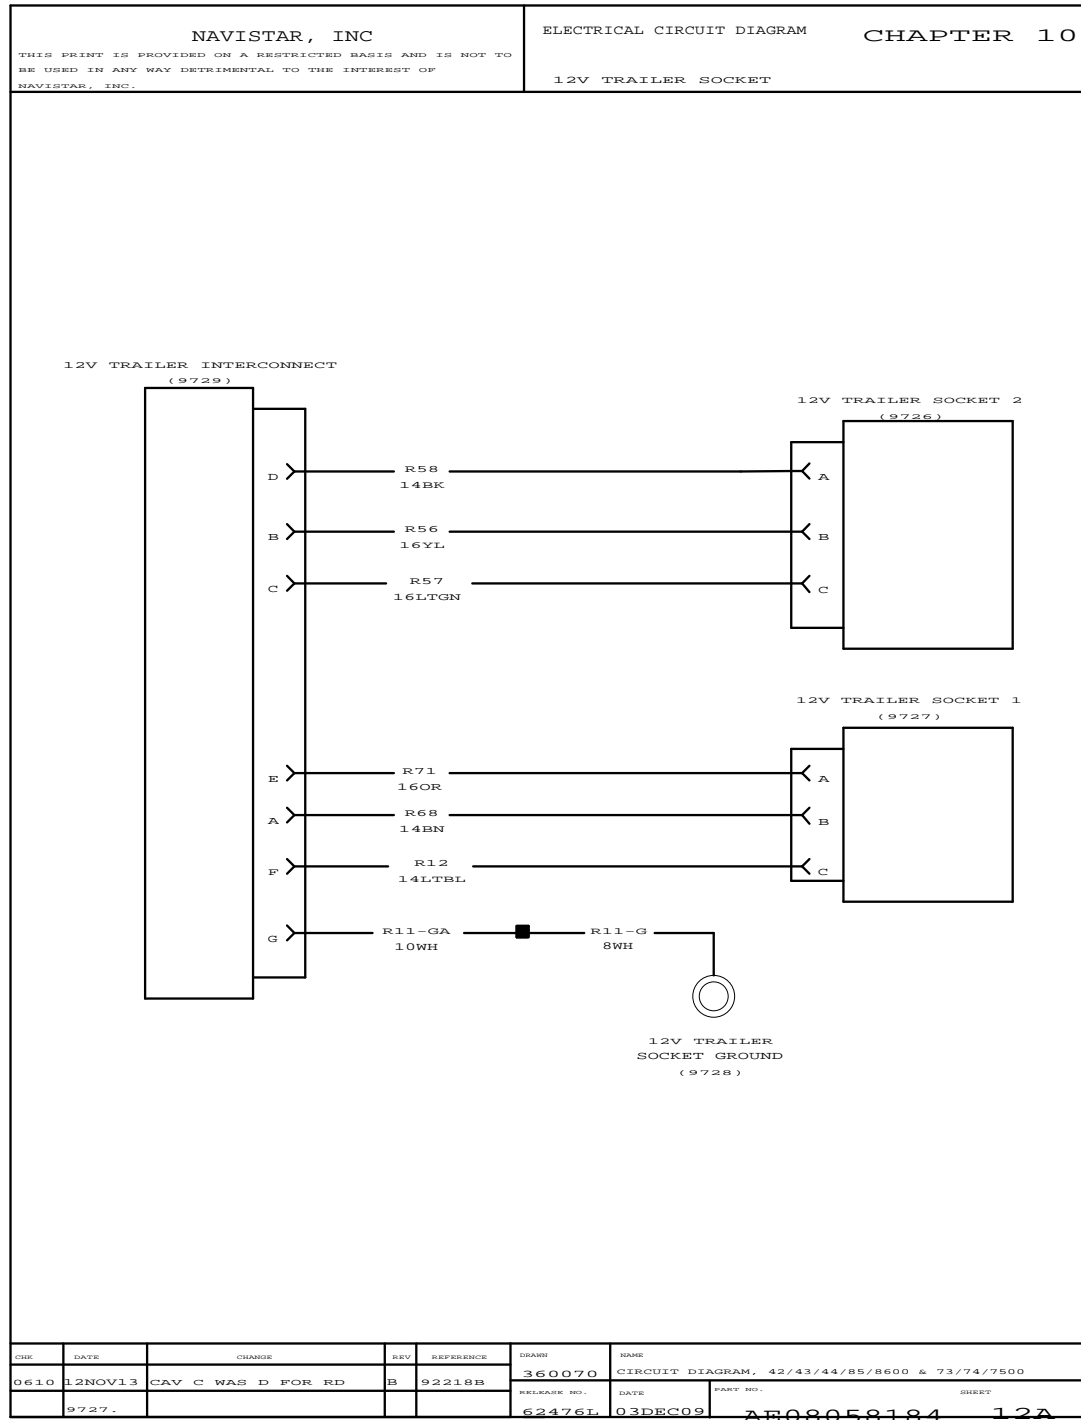 NAVISTAR, INC
THIS PRINT IS PROVIDED ON A RESTRICTED BASIS AND IS NOT TO
BE USED IN ANY WAY DETRIMENTAL TO THE INTEREST OF
NAVISTAR, INC.
ELECTRICAL CIRCUIT DIAGRAM
CHAPTER 10
12V TRAILER SOCKET
12V TRAILER INTERCONNECT
(9729)
12V TRAILER SOCKET 2
(9726)
D
R58
14BK
A
B
R56
16YL
B
C
R57
16LTGN
C
12V TRAILER SOCKET 1
(9727)
E
R71
16OR
A
A
R68
14BN
B
F
R12
14LTBL
C
G
R11-GA
10WH
R11-G
8WH
12V TRAILER
SOCKET GROUND
(9728)
CHK DATE CHANGE REV REFERENCE
0610 12NOV13 CAV C WAS D FOR RD B 92218B
9727.
DRAWN
360070
NAME
CIRCUIT DIAGRAM, 42/43/44/85/8600 & 73/74/7500
RELEASE NO.
62476L
DATE
03DEC09
PART NO.
AE08058184
SHEET
12A